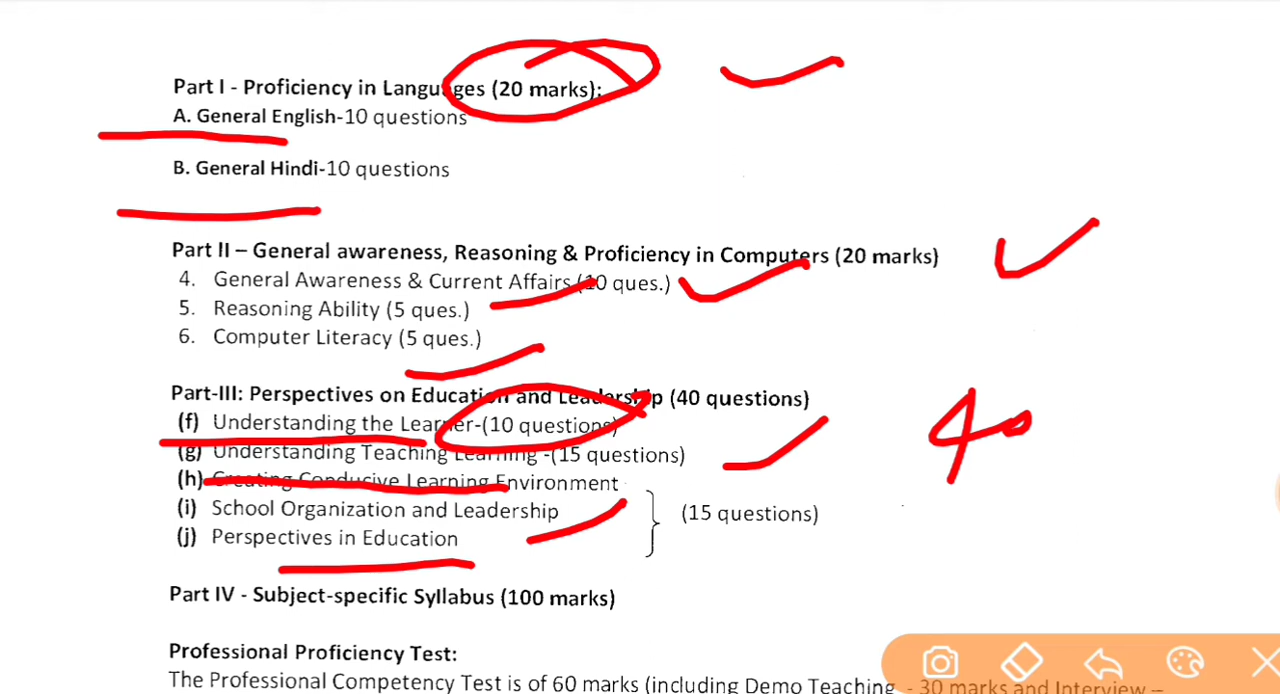 Part I - Proficiency in Languages (20 marks):
A. General English-10 questions
B. General Hindi-10 questions
Part II – General awareness, Reasoning & Proficiency in Computers (20 marks)
4. General Awareness & Current Affairs (10 ques.)
5. Reasoning Ability (5 ques.)
6. Computer Literacy (5 ques.)
Part-III: Perspectives on Education and Leadership (40 questions)
(f) Understanding the Learner-(10 questions)
40
(g) Understanding Teaching Learning -(15 questions)
(h) Creating Conducive Learning Environment
(i) School Organization and Leadership
(15 questions)
(j) Perspectives in Education
Part IV - Subject-specific Syllabus (100 marks)
Professional Proficiency Test:
The Professional Competency Test is of 60 marks (including Demo Teaching - 30 marks and Interview –